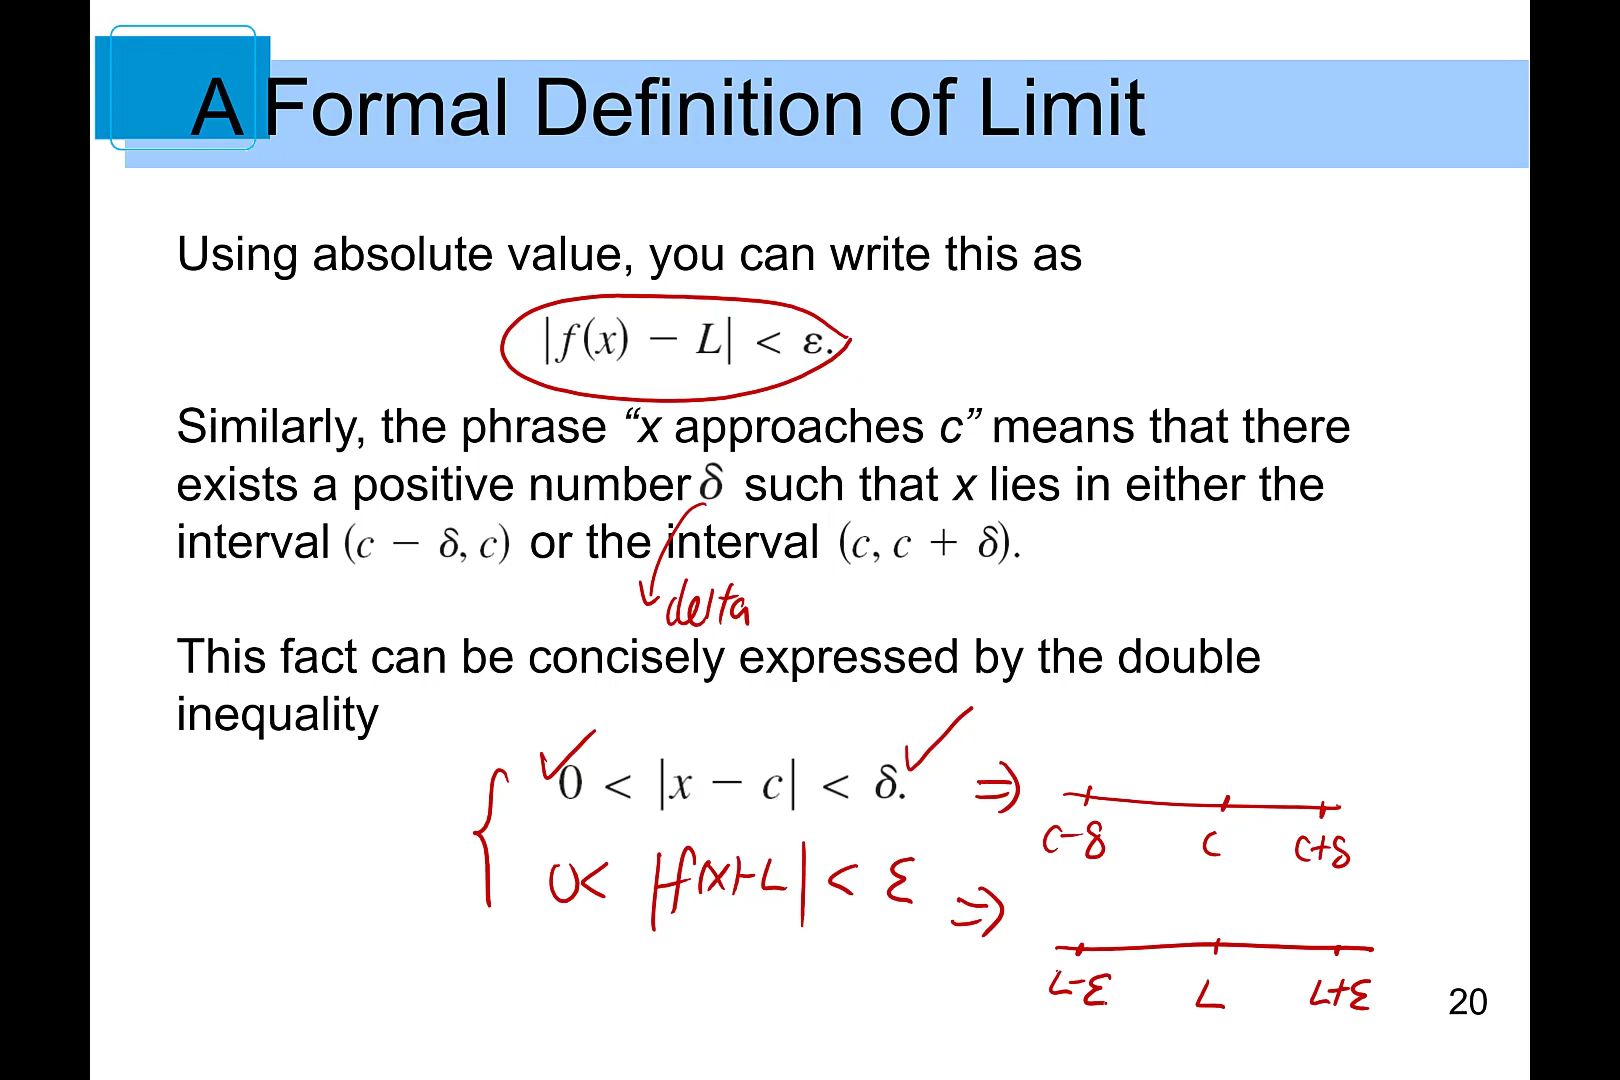 A Formal Definition of Limit
Using absolute value, you can write this as
|f(x) − L| < ε.
Similarly, the phrase “x approaches c” means that there
exists a positive number δ such that x lies in either the
interval (c − δ, c) or the interval (c, c + δ).
delta
This fact can be concisely expressed by the double
inequality
0 < |x − c| < δ. ⇒
c-δ c c+δ
0< |f(x)-L| < ε ⇒
L-ε L L+ε
20